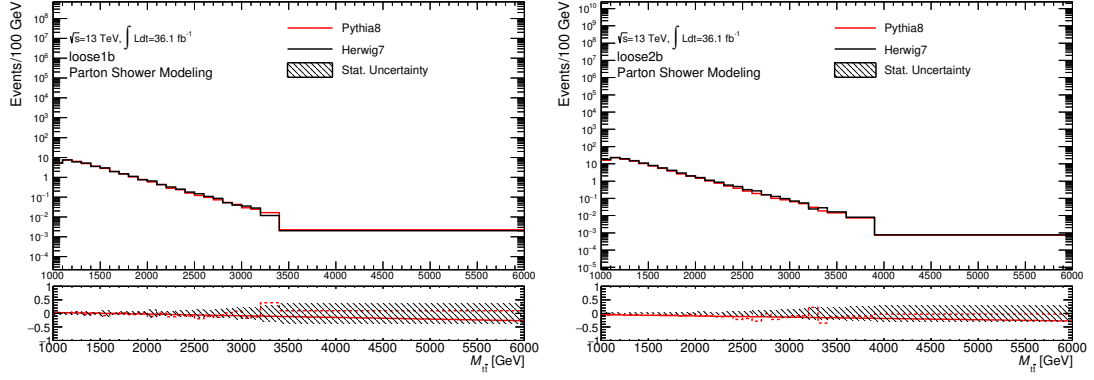 Events/100 GeV
10⁸
10⁷
10⁶
10⁵
10⁴
10³
10²
10
1
10⁻¹
10⁻²
10⁻³
√s=13 TeV, ∫ Ldt=36.1 fb⁻¹
loose1b
Parton Shower Modeling
Pythia8
Herwig7
Stat. Uncertainty
1000 1500 2000 2500 3000 3500 4000 4500 5000 5500 6000
1
0.5
0
−0.5
−1
1000 1500 2000 2500 3000 3500 4000 4500 5000 5500 6000
M_{tt̄} [GeV]
Events/100 GeV
10¹⁰
10⁹
10⁸
10⁷
10⁶
10⁵
10⁴
10³
10²
10
1
10⁻¹
10⁻²
10⁻³
10⁻⁴
10⁻⁵
√s=13 TeV, ∫ Ldt=36.1 fb⁻¹
loose2b
Parton Shower Modeling
Pythia8
Herwig7
Stat. Uncertainty
1000 1500 2000 2500 3000 3500 4000 4500 5000 5500 6000
1
0.5
0
−0.5
−1
1000 1500 2000 2500 3000 3500 4000 4500 5000 5500 6000
M_{tt̄} [GeV]